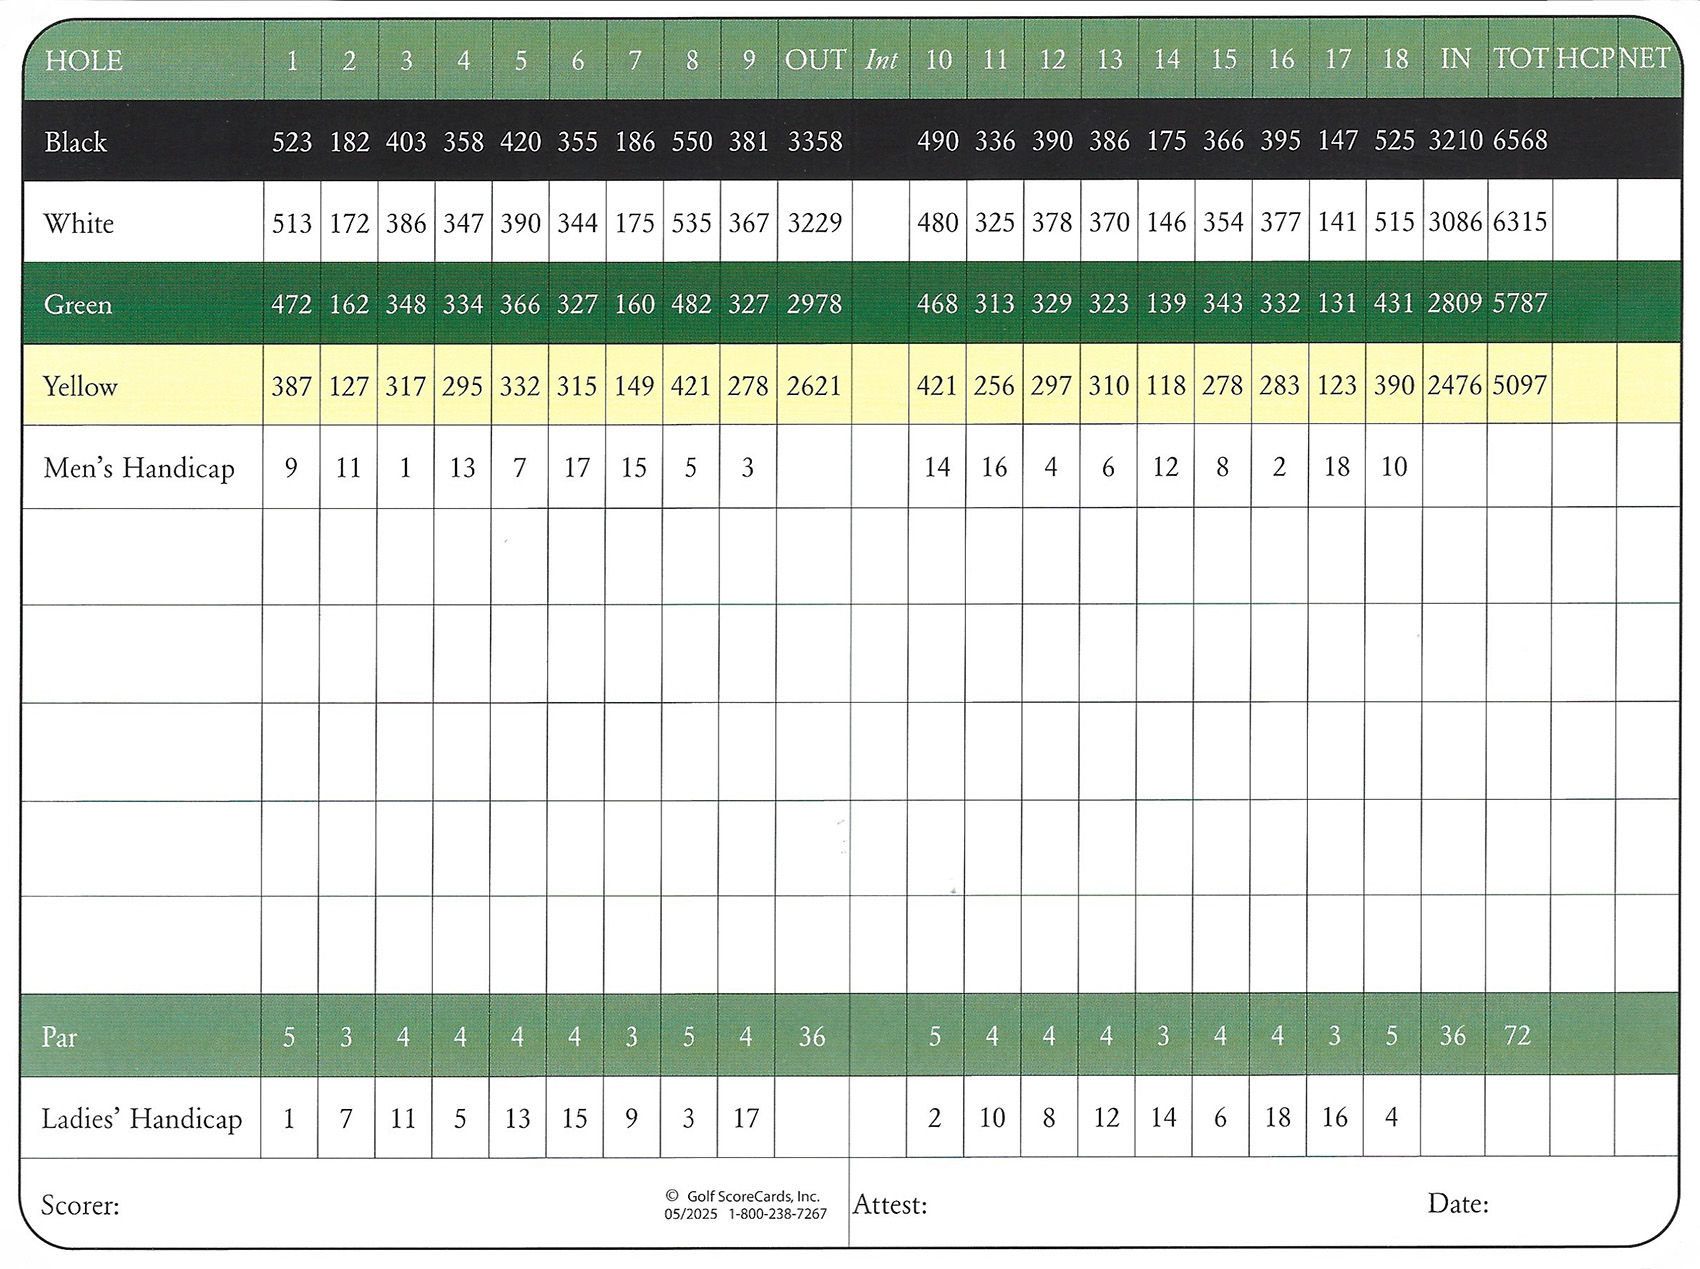 HOLE 1 2 3 4 5 6 7 8 9 OUT Int 10 11 12 13 14 15 16 17 18 IN TOT HCP NET
Black 523 182 403 358 420 355 186 550 381 3358 490 336 390 386 175 366 395 147 525 3210 6568
White 513 172 386 347 390 344 175 535 367 3229 480 325 378 370 146 354 377 141 515 3086 6315
Green 472 162 348 334 366 327 160 482 327 2978 468 313 329 323 139 343 332 131 431 2809 5787
Yellow 387 127 317 295 332 315 149 421 278 2621 421 256 297 310 118 278 283 123 390 2476 5097
Men’s Handicap 9 11 1 13 7 17 15 5 3 14 16 4 6 12 8 2 18 10
Par 5 3 4 4 4 4 3 5 4 36 5 4 4 4 3 4 4 3 5 36 72
Ladies’ Handicap 1 7 11 5 13 15 9 3 17 2 10 8 12 14 6 18 16 4
Scorer: © Golf ScoreCards, Inc. Attest: Date:
05/2025 1-800-238-7267